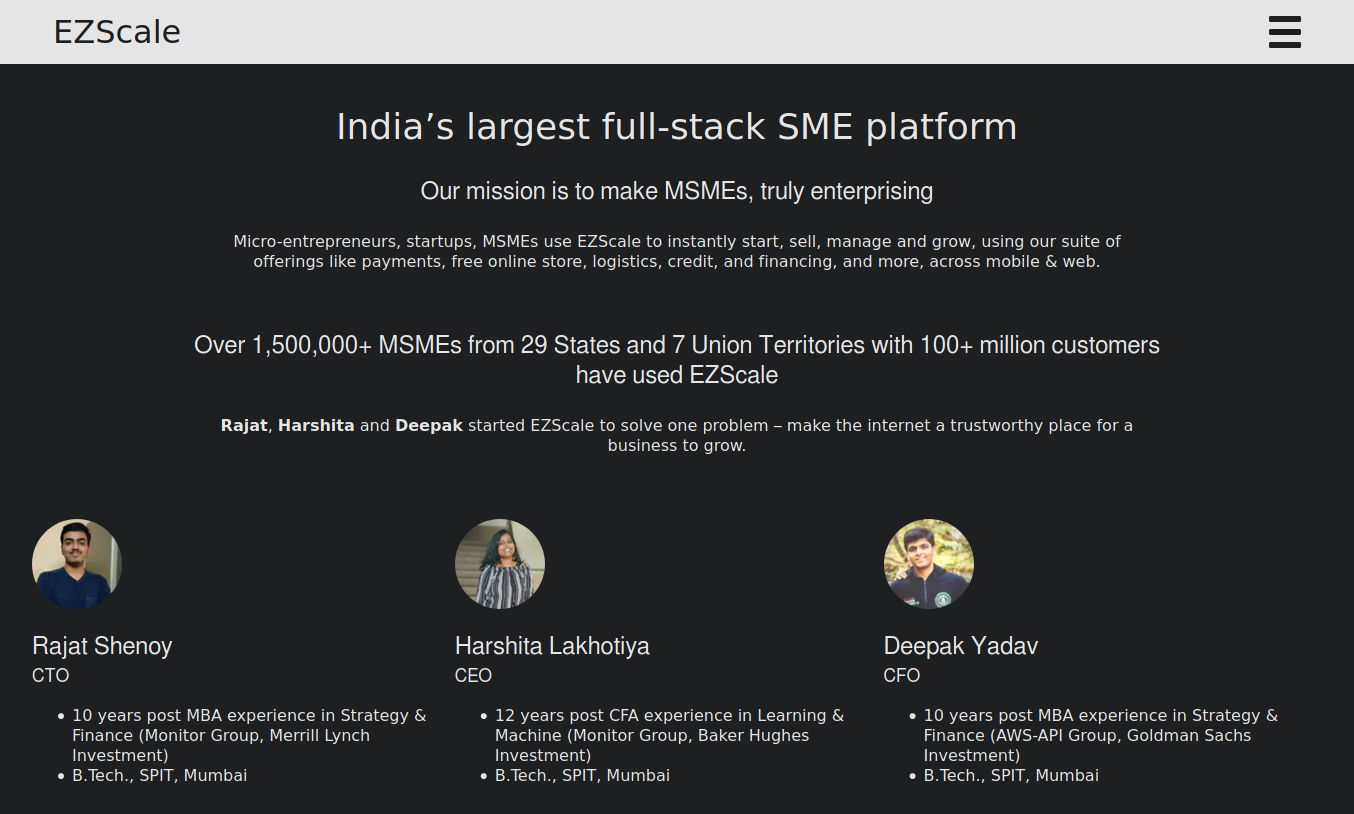 EZScale
India’s largest full-stack SME platform
Our mission is to make MSMEs, truly enterprising
Micro-entrepreneurs, startups, MSMEs use EZScale to instantly start, sell, manage and grow, using our suite of
offerings like payments, free online store, logistics, credit, and financing, and more, across mobile & web.
Over 1,500,000+ MSMEs from 29 States and 7 Union Territories with 100+ million customers
have used EZScale
Rajat, Harshita and Deepak started EZScale to solve one problem – make the internet a trustworthy place for a
business to grow.
Rajat Shenoy
CTO
• 10 years post MBA experience in Strategy &
Finance (Monitor Group, Merrill Lynch
Investment)
• B.Tech., SPIT, Mumbai
Harshita Lakhotiya
CEO
• 12 years post CFA experience in Learning &
Machine (Monitor Group, Baker Hughes
Investment)
• B.Tech., SPIT, Mumbai
Deepak Yadav
CFO
• 10 years post MBA experience in Strategy &
Finance (AWS-API Group, Goldman Sachs
Investment)
• B.Tech., SPIT, Mumbai